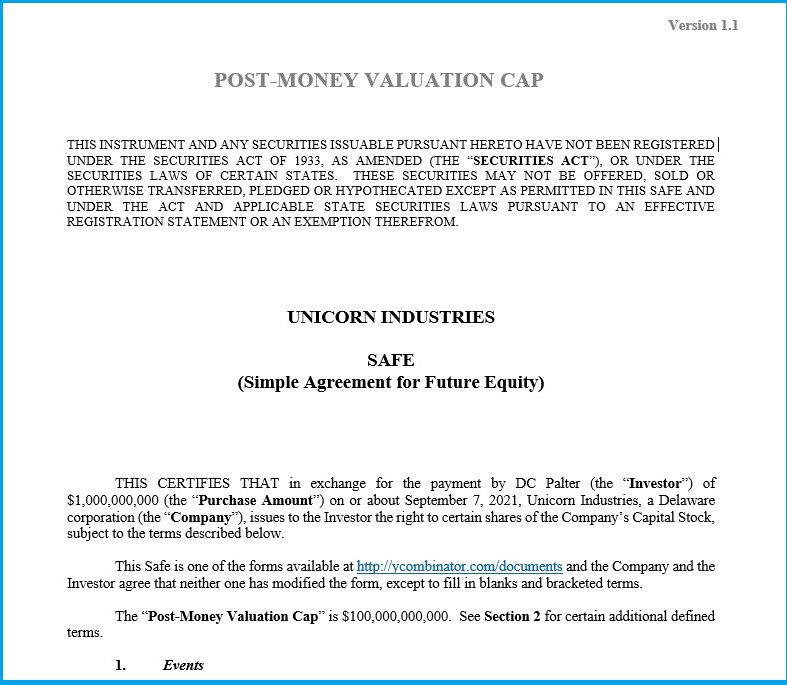 Version 1.1
POST-MONEY VALUATION CAP
THIS INSTRUMENT AND ANY SECURITIES ISSUABLE PURSUANT HERETO HAVE NOT BEEN REGISTERED
UNDER THE SECURITIES ACT OF 1933, AS AMENDED (THE “SECURITIES ACT”), OR UNDER THE
SECURITIES LAWS OF CERTAIN STATES. THESE SECURITIES MAY NOT BE OFFERED, SOLD OR
OTHERWISE TRANSFERRED, PLEDGED OR HYPOTHECATED EXCEPT AS PERMITTED IN THIS SAFE AND
UNDER THE ACT AND APPLICABLE STATE SECURITIES LAWS PURSUANT TO AN EFFECTIVE
REGISTRATION STATEMENT OR AN EXEMPTION THEREFROM.
UNICORN INDUSTRIES
SAFE
(Simple Agreement for Future Equity)
THIS CERTIFIES THAT in exchange for the payment by DC Palter (the “Investor”) of
$1,000,000,000 (the “Purchase Amount”) on or about September 7, 2021, Unicorn Industries, a Delaware
corporation (the “Company”), issues to the Investor the right to certain shares of the Company’s Capital Stock,
subject to the terms described below.
This Safe is one of the forms available at http://ycombinator.com/documents and the Company and the
Investor agree that neither one has modified the form, except to fill in blanks and bracketed terms.
The “Post-Money Valuation Cap” is $100,000,000,000. See Section 2 for certain additional defined
terms.
1. Events